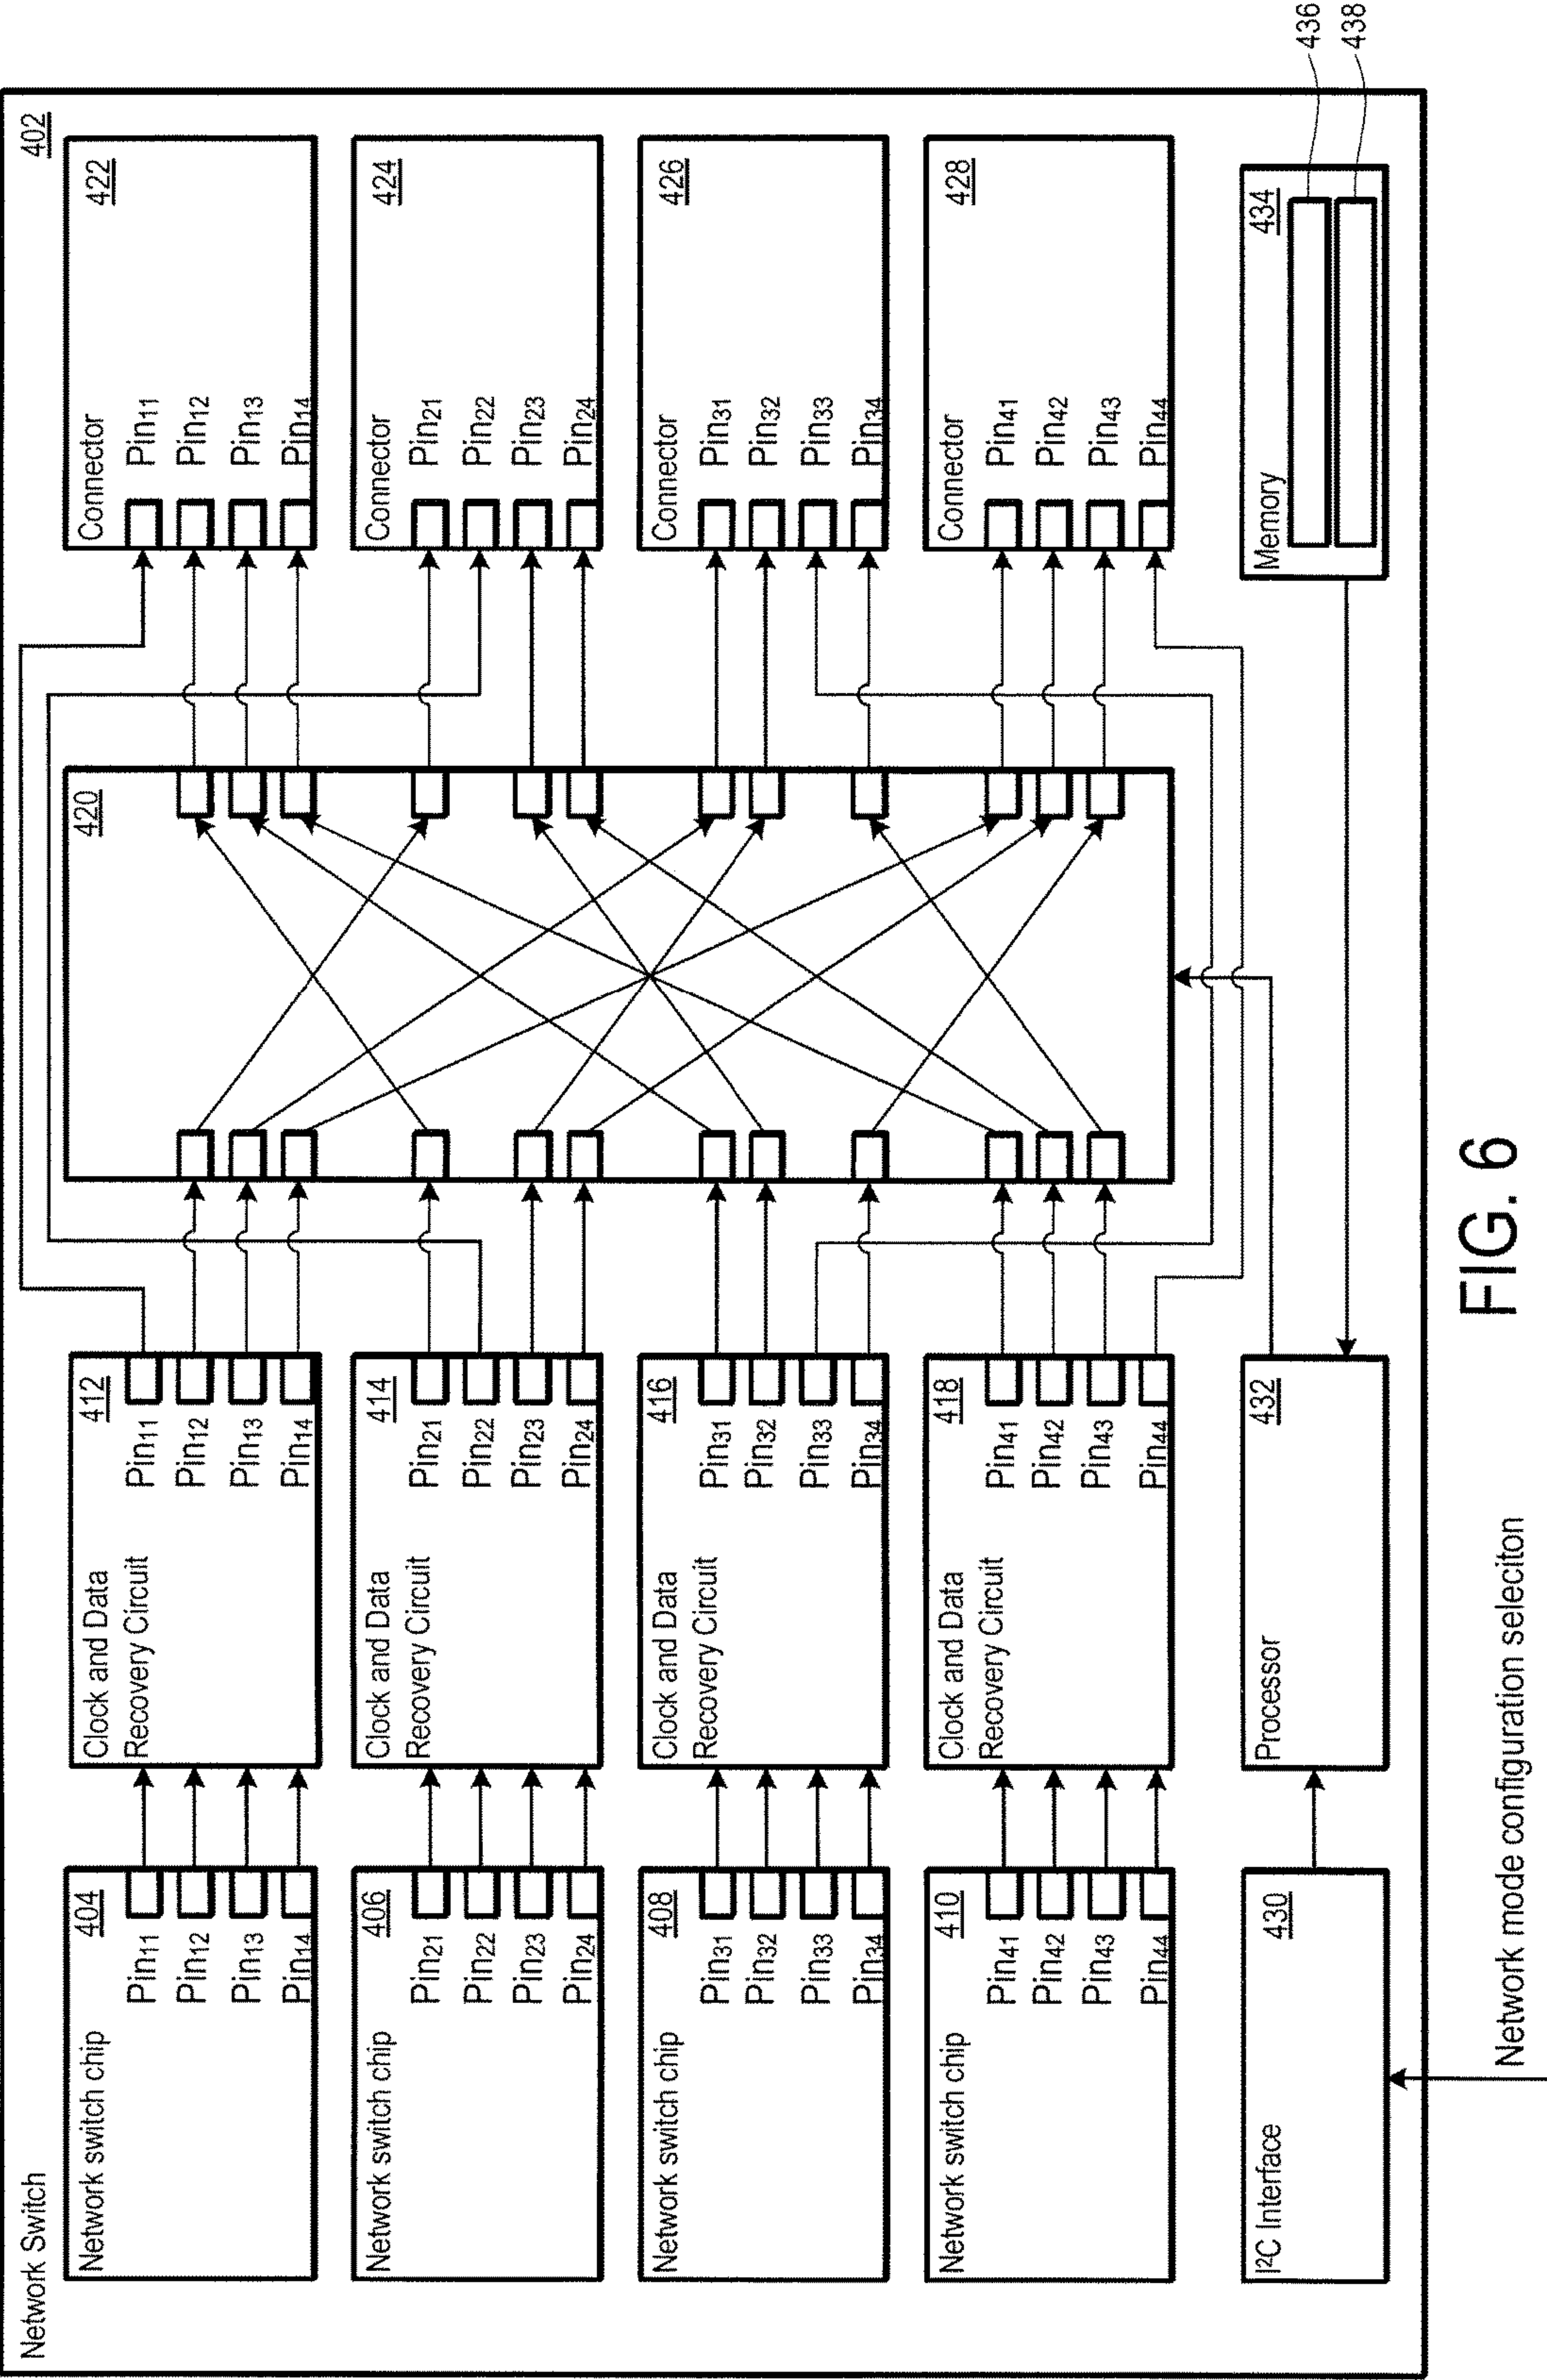 Network Switch
402
Network switch chip
404
Pin11
Pin12
Pin13
Pin14
Clock and Data
Recovery Circuit
412
Pin11
Pin12
Pin13
Pin14
420
Connector
422
Pin11
Pin12
Pin13
Pin14
Network switch chip
406
Pin21
Pin22
Pin23
Pin24
Clock and Data
Recovery Circuit
414
Pin21
Pin22
Pin23
Pin24
Connector
424
Pin21
Pin22
Pin23
Pin24
Network switch chip
408
Pin31
Pin32
Pin33
Pin34
Clock and Data
Recovery Circuit
416
Pin31
Pin32
Pin33
Pin34
Connector
426
Pin31
Pin32
Pin33
Pin34
Network switch chip
410
Pin41
Pin42
Pin43
Pin44
Clock and Data
Recovery Circuit
418
Pin41
Pin42
Pin43
Pin44
Connector
428
Pin41
Pin42
Pin43
Pin44
I²C Interface
430
Processor
432
Memory
434
436
438
Network mode configuration seleciton
FIG. 6